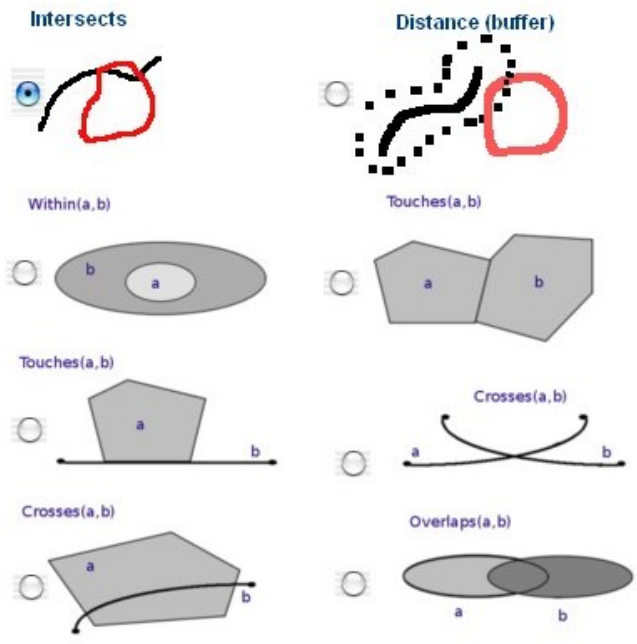 Intersects
Distance (buffer)
Within(a,b)
b
a
Touches(a,b)
a
b
Touches(a,b)
a
b
Crosses(a,b)
a
b
Crosses(a,b)
a
b
Overlaps(a,b)
a
b